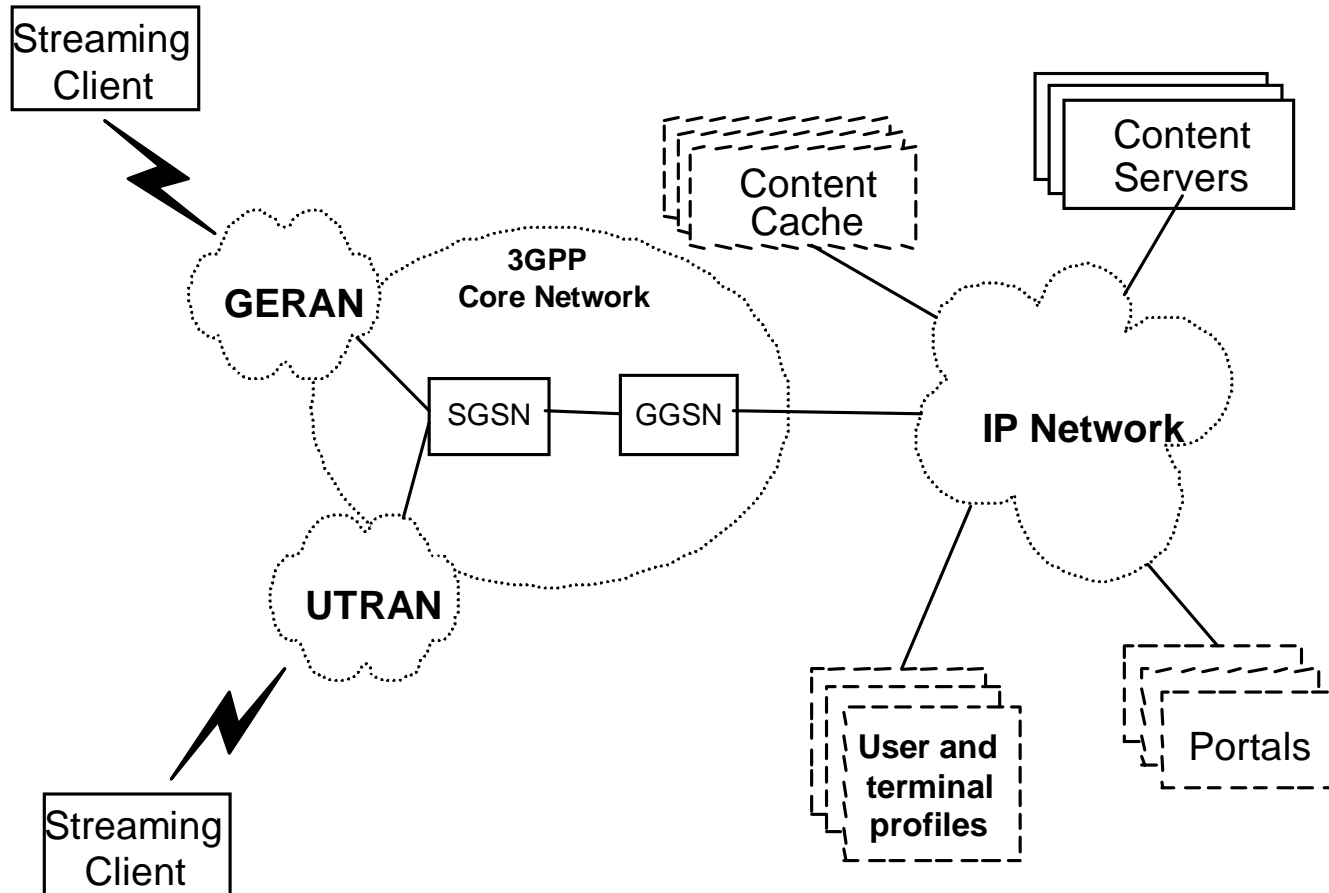 Streaming
Client
Content
Servers
Content
Cache
3GPP
Core Network
GERAN
SGSN
GGSN
IP Network
UTRAN
User and
terminal
profiles
Portals
Streaming
Client